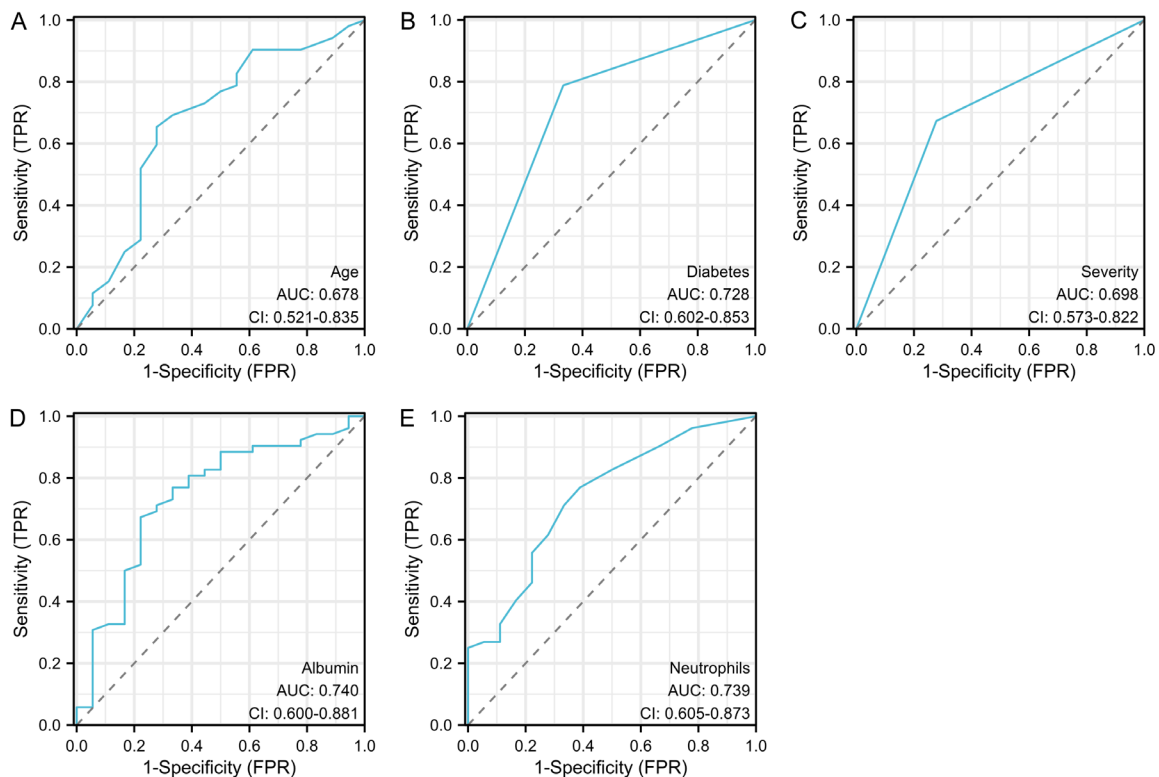 A
Sensitivity (TPR)
1.0
0.8
0.6
0.4
0.2
0.0
Age
AUC: 0.678
CI: 0.521-0.835
0.0 0.2 0.4 0.6 0.8 1.0
1-Specificity (FPR)
B
Sensitivity (TPR)
1.0
0.8
0.6
0.4
0.2
0.0
Diabetes
AUC: 0.728
CI: 0.602-0.853
0.0 0.2 0.4 0.6 0.8 1.0
1-Specificity (FPR)
C
Sensitivity (TPR)
1.0
0.8
0.6
0.4
0.2
0.0
Severity
AUC: 0.698
CI: 0.573-0.822
0.0 0.2 0.4 0.6 0.8 1.0
1-Specificity (FPR)
D
Sensitivity (TPR)
1.0
0.8
0.6
0.4
0.2
0.0
Albumin
AUC: 0.740
CI: 0.600-0.881
0.0 0.2 0.4 0.6 0.8 1.0
1-Specificity (FPR)
E
Sensitivity (TPR)
1.0
0.8
0.6
0.4
0.2
0.0
Neutrophils
AUC: 0.739
CI: 0.605-0.873
0.0 0.2 0.4 0.6 0.8 1.0
1-Specificity (FPR)